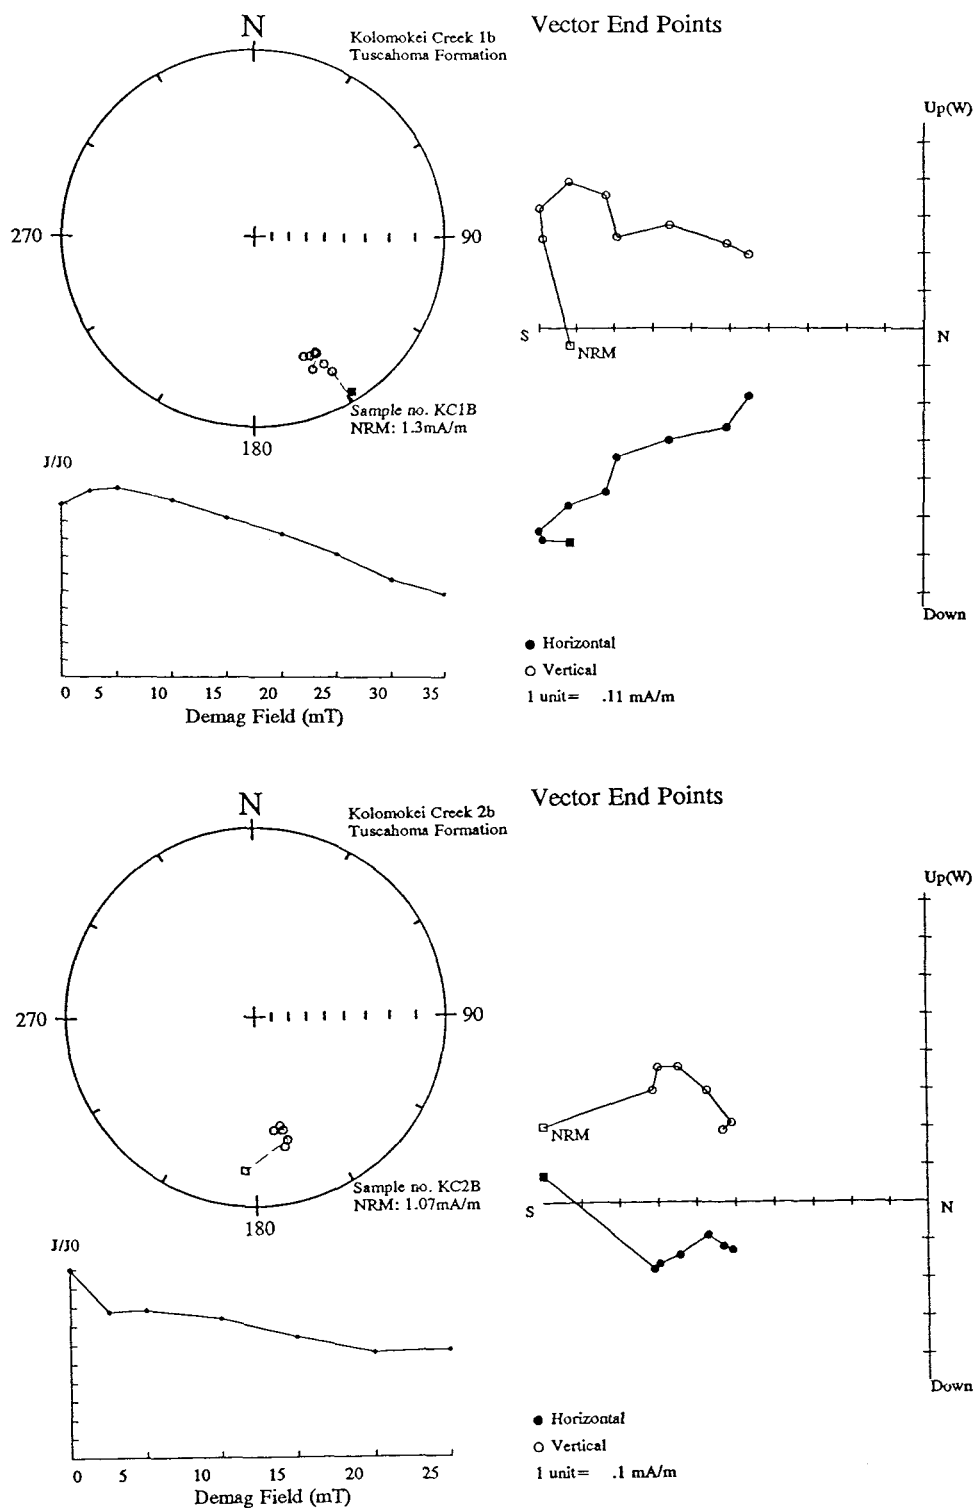 N
Kolomokei Creek 1b
Tuscahoma Formation
Vector End Points
Up(W)
270
90
S
N
NRM
Sample no. KC1B
NRM: 1.3mA/m
180
J/J0
Down
● Horizontal
○ Vertical
1 unit= .11 mA/m
0 5 10 15 20 25 30 35
Demag Field (mT)
N
Kolomokei Creek 2b
Tuscahoma Formation
Vector End Points
Up(W)
270
90
NRM
S
N
Sample no. KC2B
NRM: 1.07mA/m
180
J/J0
Down
● Horizontal
○ Vertical
1 unit= .1 mA/m
0 5 10 15 20 25
Demag Field (mT)